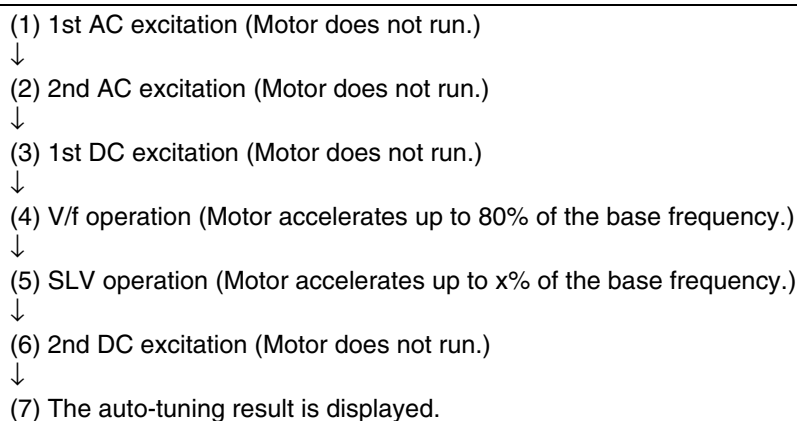 (1) 1st AC excitation (Motor does not run.)
↓
(2) 2nd AC excitation (Motor does not run.)
↓
(3) 1st DC excitation (Motor does not run.)
↓
(4) V/f operation (Motor accelerates up to 80% of the base frequency.)
↓
(5) SLV operation (Motor accelerates up to x% of the base frequency.)
↓
(6) 2nd DC excitation (Motor does not run.)
↓
(7) The auto-tuning result is displayed.